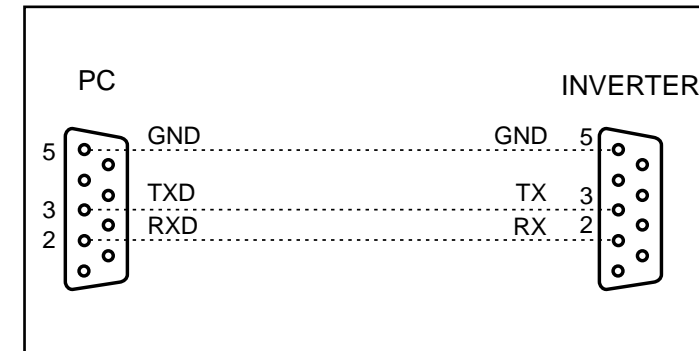 PC INVERTER
5 GND GND 5
3 TXD TX 3
2 RXD RX 2